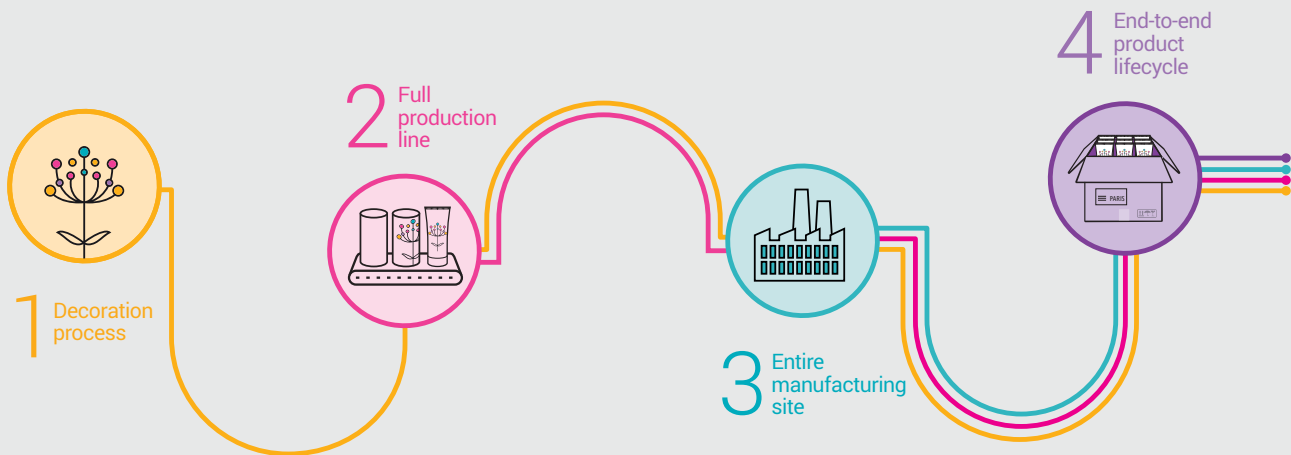 1
Decoration
process
2
Full
production
line
3
Entire
manufacturing
site
4
End-to-end
product
lifecycle
PARIS